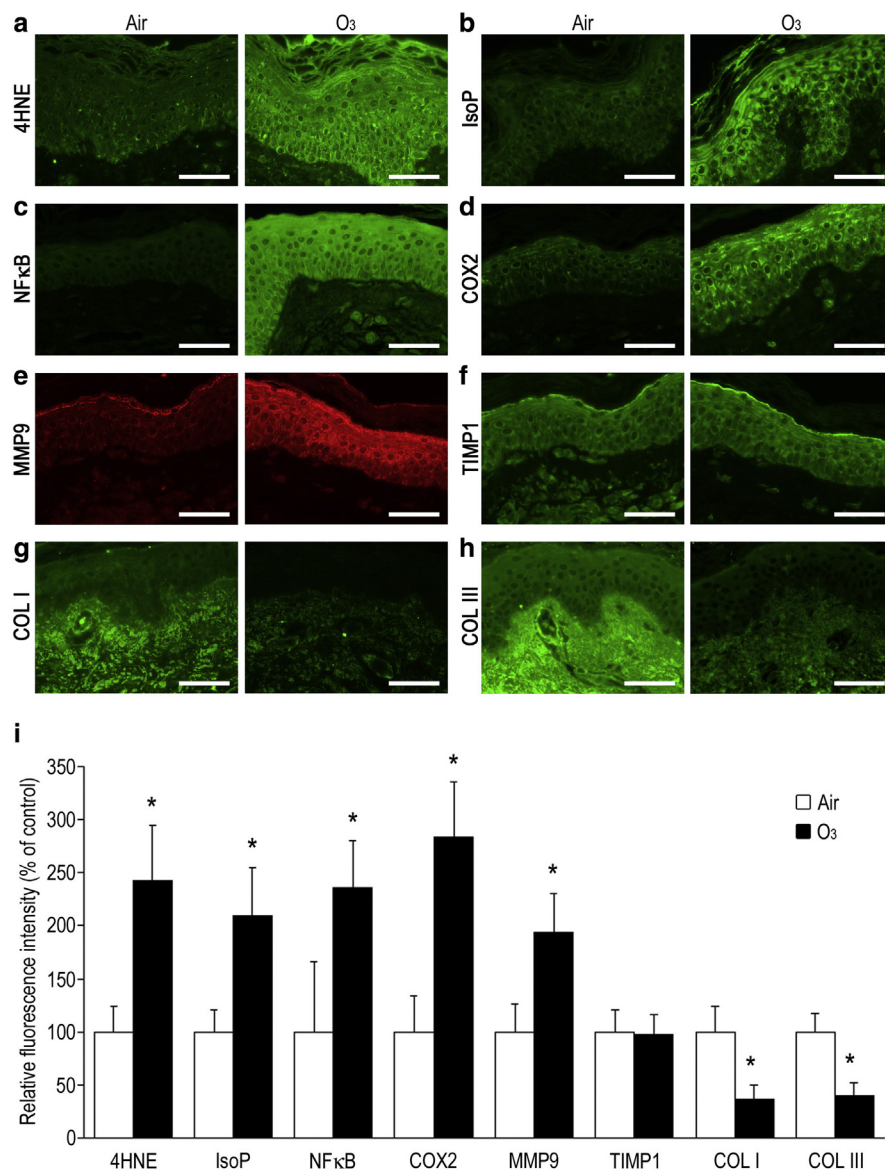 a Air O₃
4HNE
b Air O₃
IsoP
c
NFκB
d
COX2
e
MMP9
f
TIMP1
g
COL I
h
COL III
i
Relative fluorescence intensity (% of control)
350
300
250
200
150
100
50
0
* * * * * * *
Air
O₃
4HNE IsoP NFκB COX2 MMP9 TIMP1 COL I COL III